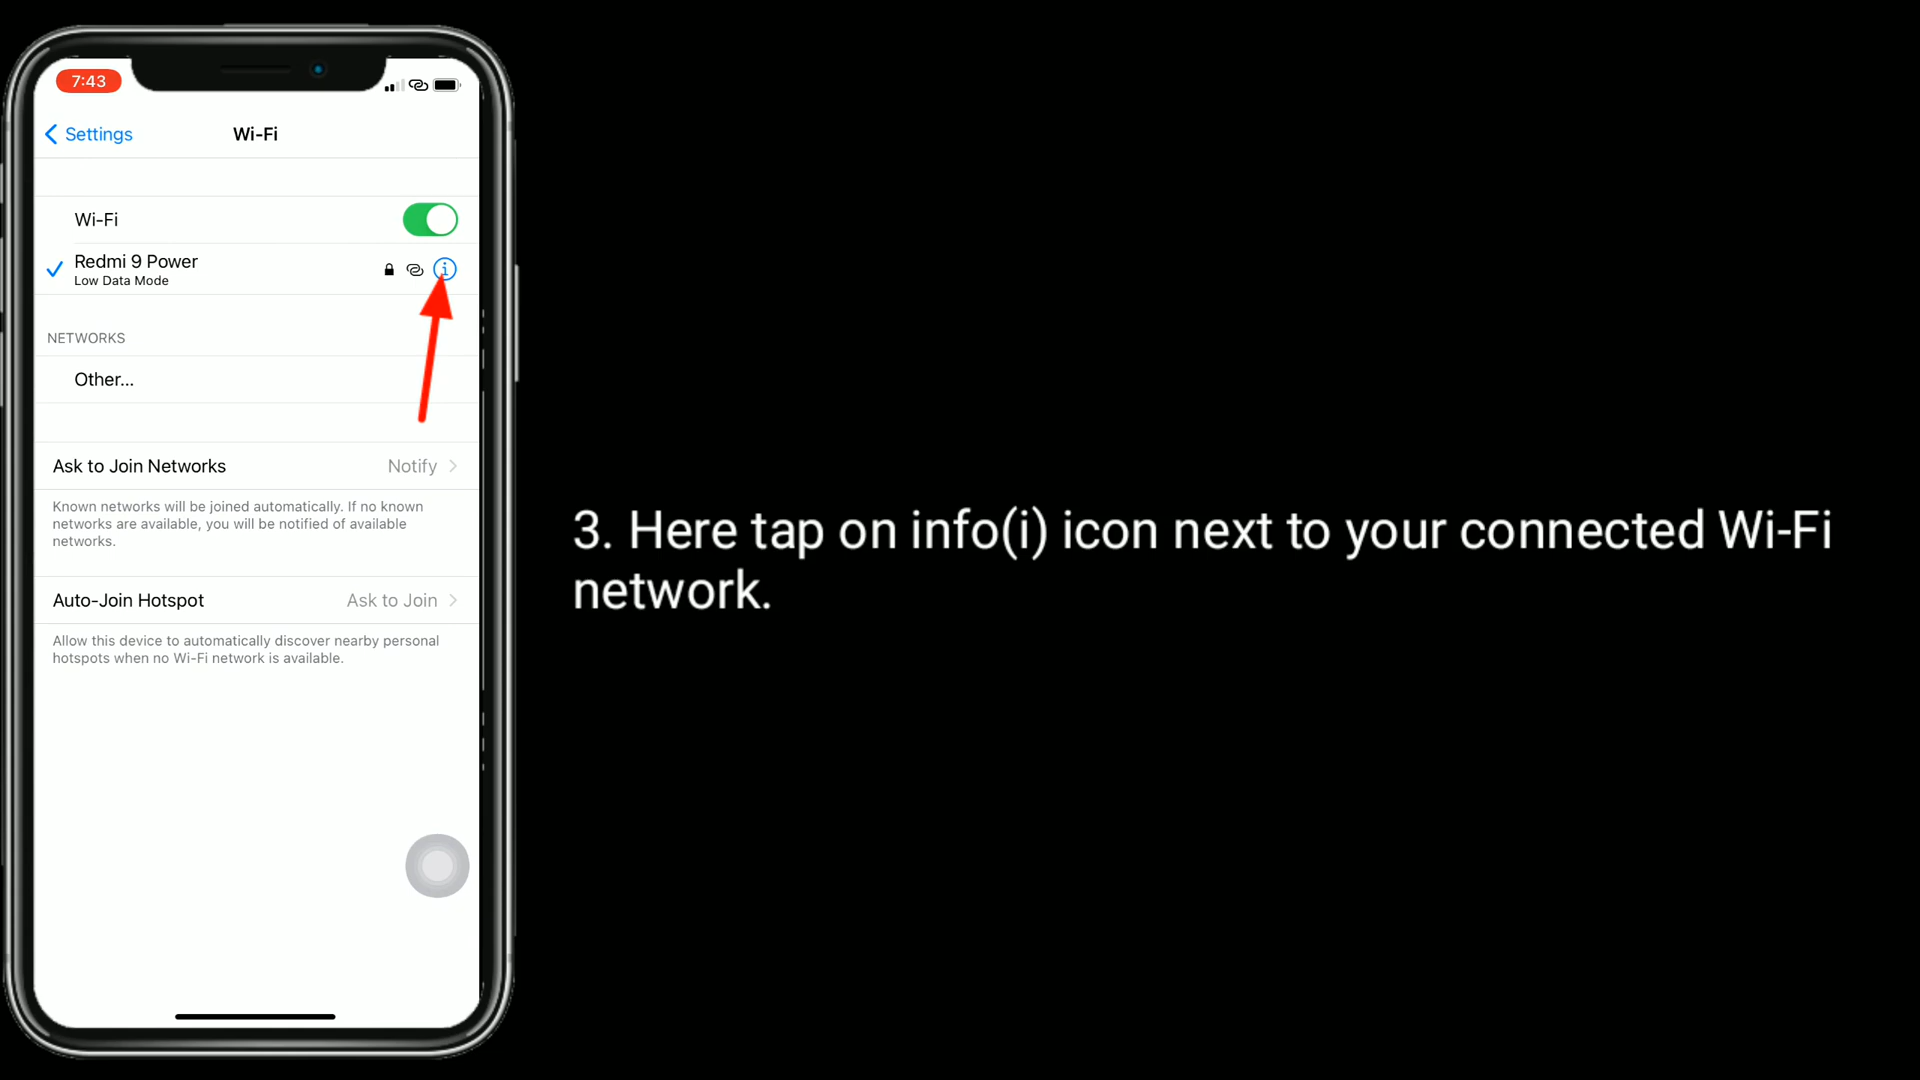 7:43
Settings
Wi-Fi
Wi-Fi
Redmi 9 Power
Low Data Mode
NETWORKS
Other...
Ask to Join Networks Notify
Known networks will be joined automatically. If no known
networks are available, you will be notified of available
networks.
Auto-Join Hotspot Ask to Join
Allow this device to automatically discover nearby personal
hotspots when no Wi-Fi network is available.
3. Here tap on info(i) icon next to your connected Wi-Fi
network.